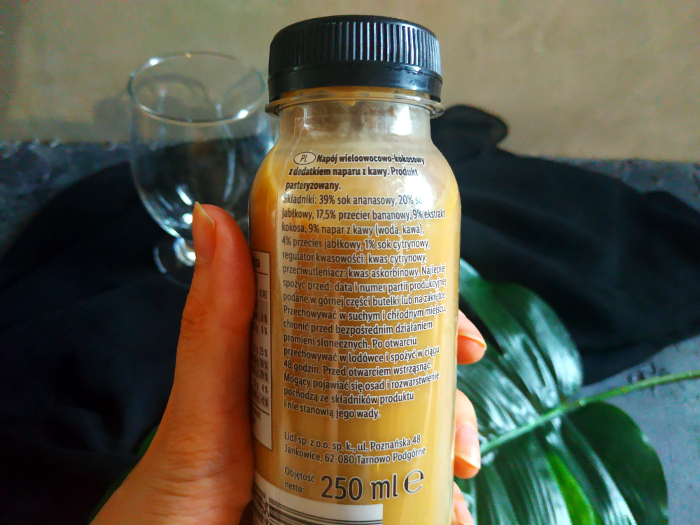 PL Napój wieloowocowo-kokosowy
z dodatkiem naparu z kawy. Produkt
pasteryzowany.
Składniki: 39% sok ananasowy, 20% sok
jabłkowy, 17,5% przecier bananowy, 9% ekstrakt
kokosa, 9% napar z kawy (woda, kawa),
4% przecier jabłkowy, 1% sok cytrynowy,
regulator kwasowości: kwas cytrynowy,
przeciwutleniacz: kwas askorbinowy. Najlepiej
spożyć przed: data i numer partii produkcyjnej
podane w górnej części butelki lub na zakrętce.
Przechowywać w suchym i chłodnym miejscu,
chronić przed bezpośrednim działaniem
promieni słonecznych. Po otwarciu
przechowywać w lodówce i spożyć w ciągu
48 godzin. Przed otwarciem wstrząsnąć.
Mogący pojawiać się osad i rozwarstwienie
pochodzą ze składników produktu
i nie stanowią jego wady.
Lidl sp. z o.o. sp. k., ul. Poznańska 48
Jankowice, 62-080 Tarnowo Podgórne
Objętość
netto: 250 ml e